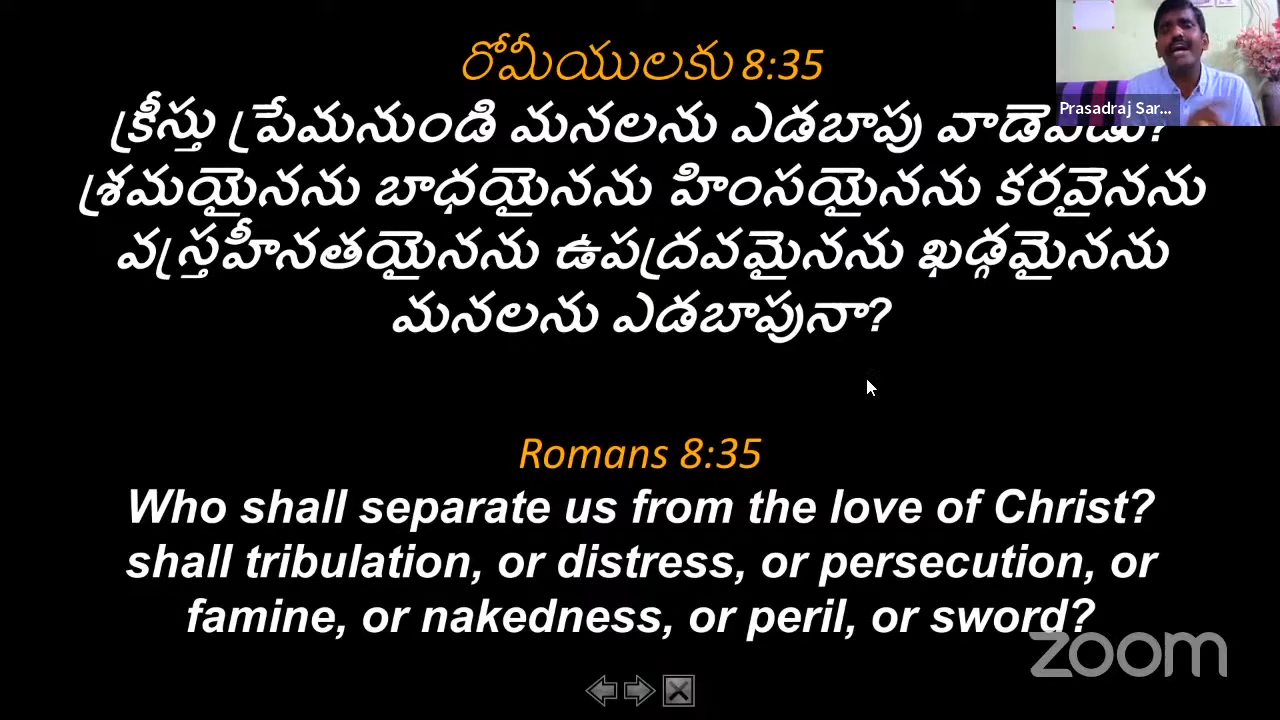 రోమీయులకు 8:35
క్రీస్తు ప్రేమనుండి మనలను ఎడబాపు వాడెవడు?
శ్రమయైనను బాధయైనను హింసయైనను కరవైనను
వస్త్రహీనతయైనను ఉపద్రవమైనను ఖడ్గమైనను
మనలను ఎడబాపునా?
Prasadraj Sar...
Romans 8:35
Who shall separate us from the love of Christ?
shall tribulation, or distress, or persecution, or
famine, or nakedness, or peril, or sword?
zoom